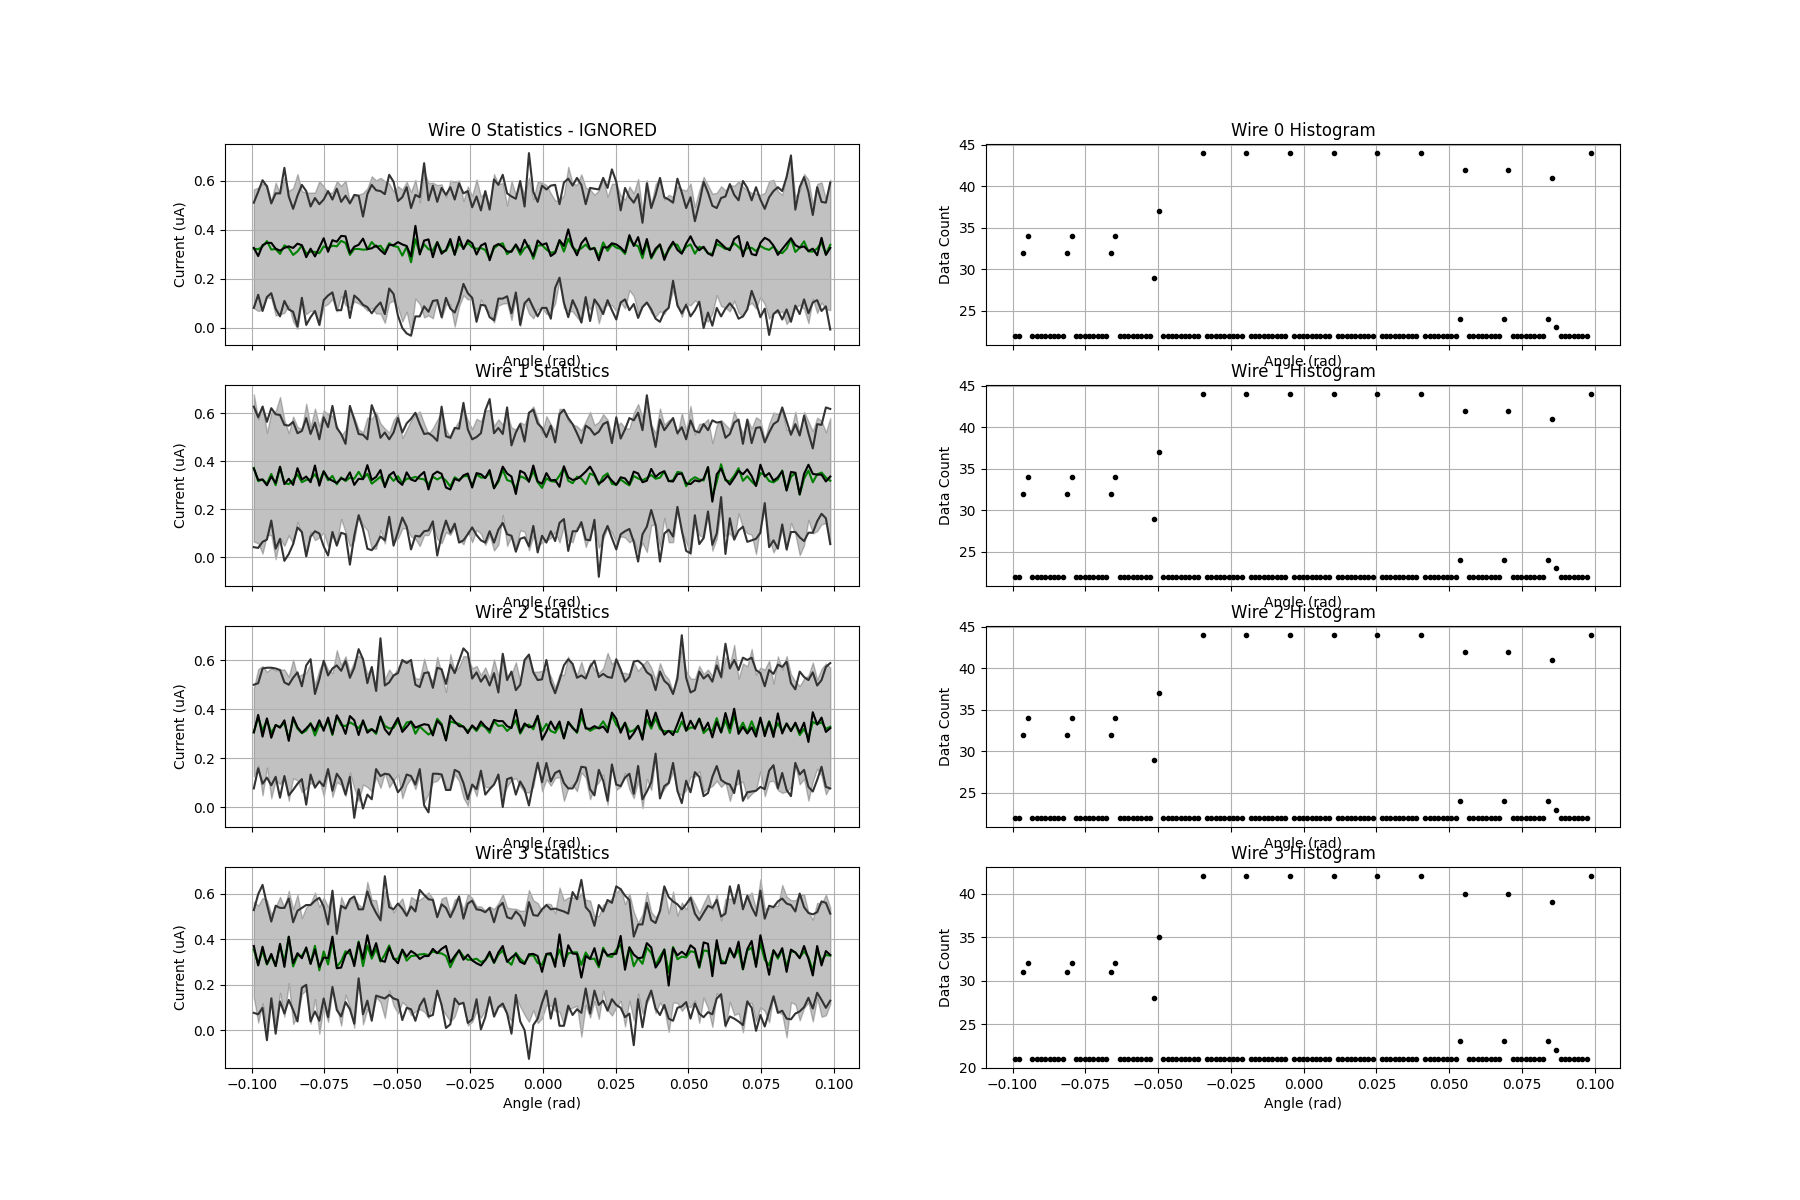 Wire 0 Statistics - IGNORED
Current (uA)
0.6
0.4
0.2
0.0
Angle (rad)
Wire 0 Histogram
Data Count
45
40
35
30
25
Angle (rad)
Wire 1 Statistics
Current (uA)
0.6
0.4
0.2
0.0
Angle (rad)
Wire 1 Histogram
Data Count
45
40
35
30
25
Angle (rad)
Wire 2 Statistics
Current (uA)
0.6
0.4
0.2
0.0
Angle (rad)
Wire 2 Histogram
Data Count
45
40
35
30
25
Angle (rad)
Wire 3 Statistics
Current (uA)
0.6
0.4
0.2
0.0
−0.100 −0.075 −0.050 −0.025 0.000 0.025 0.050 0.075 0.100
Angle (rad)
Wire 3 Histogram
Data Count
40
35
30
25
20
−0.100 −0.075 −0.050 −0.025 0.000 0.025 0.050 0.075 0.100
Angle (rad)